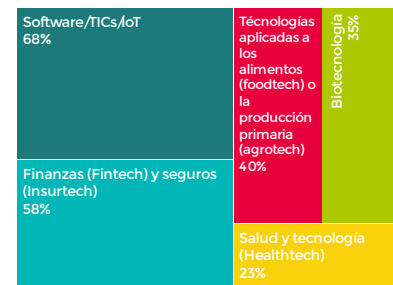 Software/TICs/IoT
68%
Finanzas (Fintech) y seguros
(Insurtech)
58%
Técnologías
aplicadas a
los
alimentos
(foodtech) o
la
producción
primaria
(agrotech)
40%
Biotecnología
35%
Salud y tecnología
(Healthtech)
23%